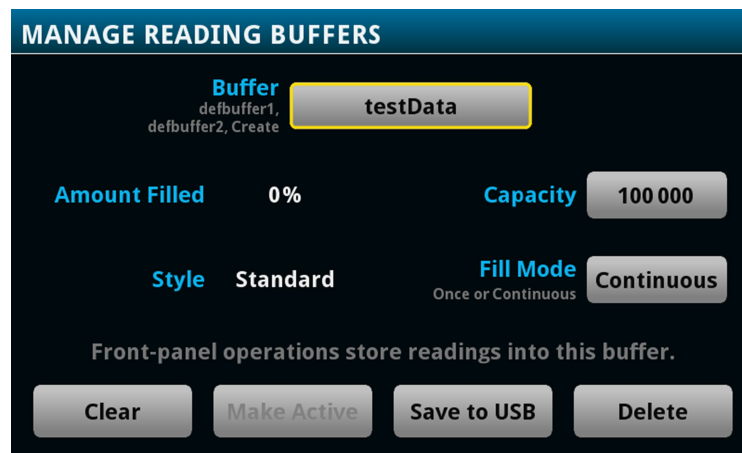 MANAGE READING BUFFERS
Buffer
defbuffer1,
defbuffer2, Create
testData
Amount Filled 0%
Capacity 100 000
Style Standard
Fill Mode
Once or Continuous
Continuous
Front-panel operations store readings into this buffer.
Clear
Make Active
Save to USB
Delete